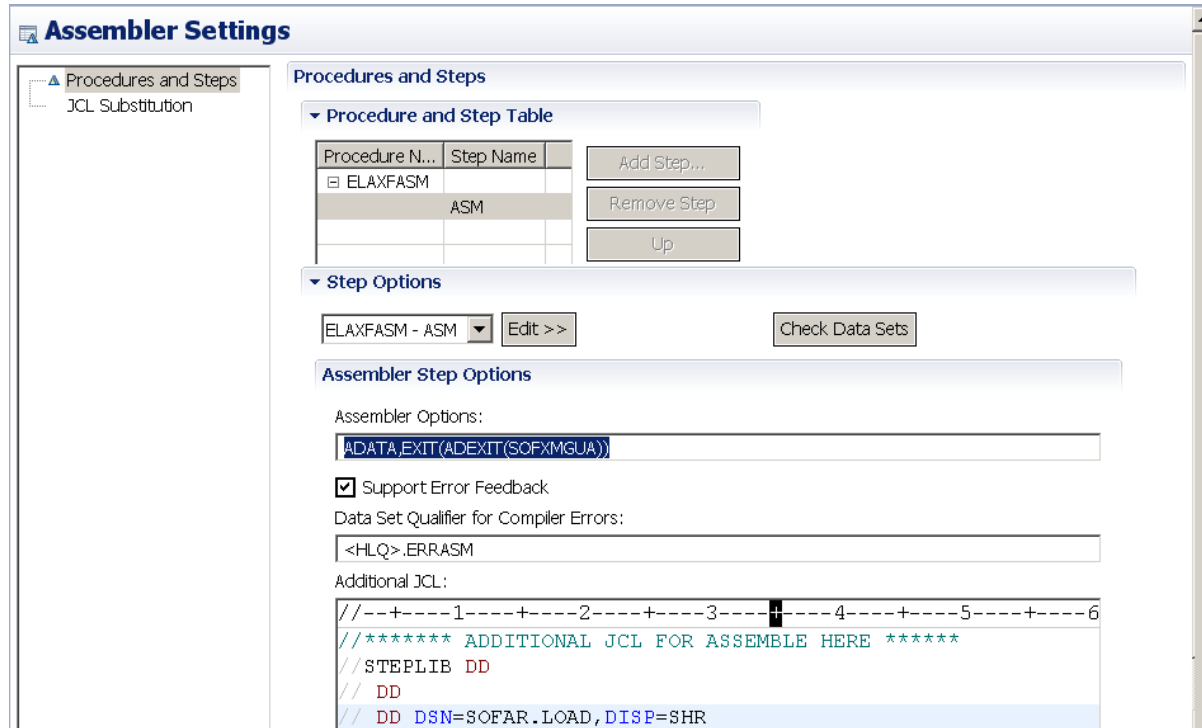 Assembler Settings
Procedures and Steps
JCL Substitution
Procedures and Steps
Procedure and Step Table
Procedure N... Step Name
ELAXFASM
ASM
Add Step...
Remove Step
Up
Step Options
ELAXFASM - ASM Edit >> Check Data Sets
Assembler Step Options
Assembler Options:
ADATA,EXIT(ADEXIT(SOFXMGUA))
Support Error Feedback
Data Set Qualifier for Compiler Errors:
<HLQ>.ERRASM
Additional JCL:
//--+----1----+----2----+----3----+----4----+----5----+----6
//******* ADDITIONAL JCL FOR ASSEMBLE HERE ******
//STEPLIB DD
// DD
// DD DSN=SOFAR.LOAD,DISP=SHR